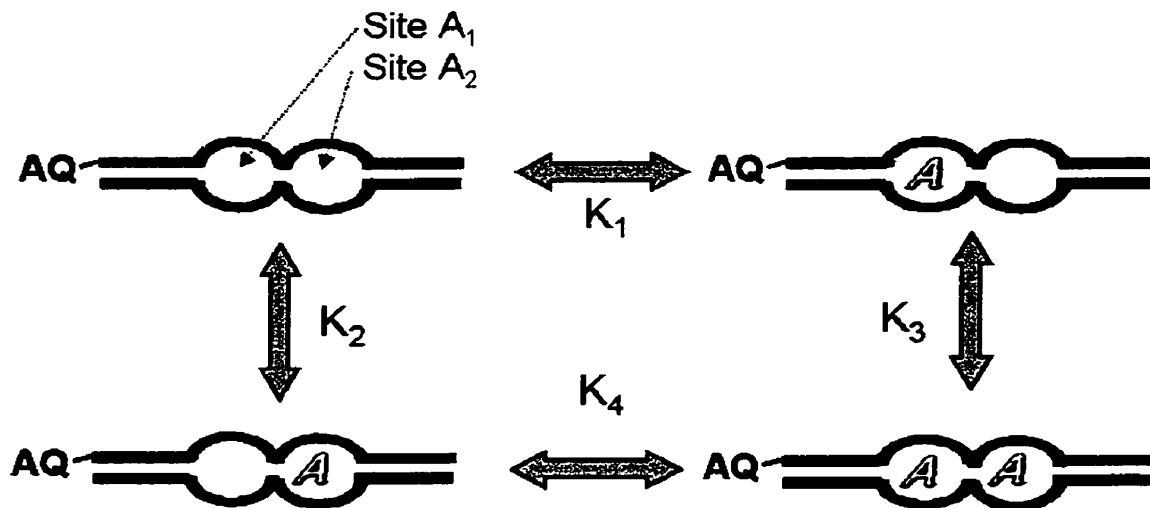 Site A₁
Site A₂
AQ
K₁
AQ A
K₂
K₃
K₄
AQ A
AQ A A